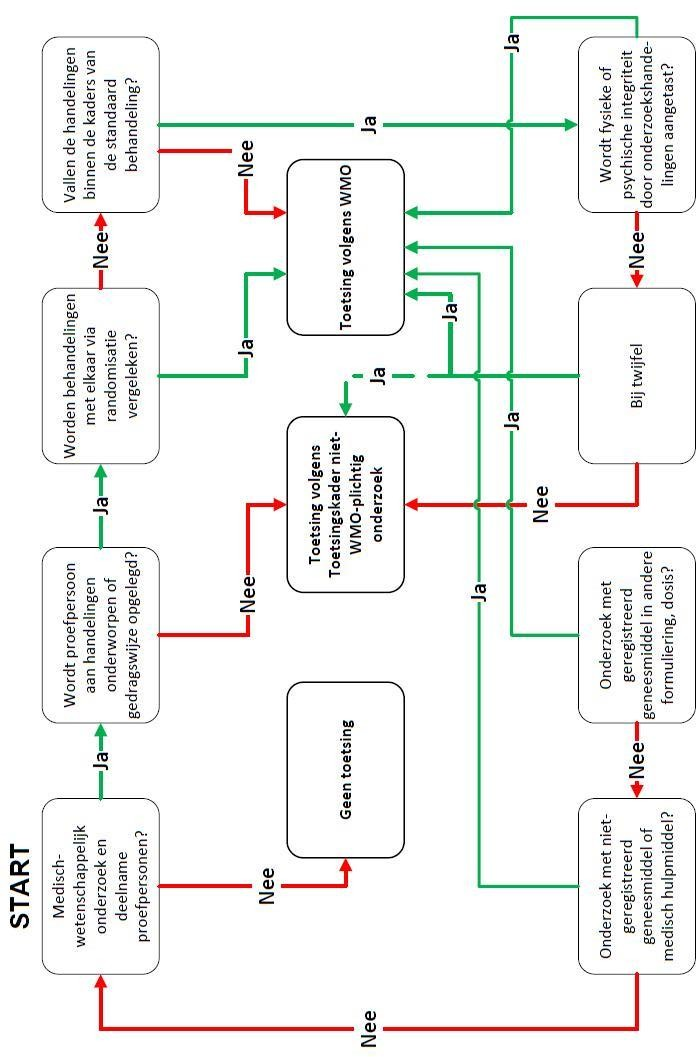 START
Medisch-
wetenschappelijk
onderzoek en
deelname
proefpersonen?
Ja
Wordt proefpersoon
aan handelingen
onderworpen of
gedragswijze opgelegd?
Ja
Worden behandelingen
met elkaar via
randomisatie
vergeleken?
Nee
Vallen de handelingen
binnen de kaders van
de standaard
behandeling?
Nee
Nee
Ja
Nee
Ja
Geen toetsing
Toetsing volgens
Toetsingskader niet-
WMO-plichtig
onderzoek
Toetsing volgens WMO
Ja
Ja
Ja
Nee
Ja
Ja
Nee
Onderzoek met niet-
geregistreerd
geneesmiddel of
medisch hulpmiddel?
Nee
Onderzoek met
geregistreerd
geneesmiddel in andere
formuliering, dosis?
Bij twijfel
Nee
Wordt fysieke of
psychische integriteit
door onderzoekshande-
lingen aangetast?